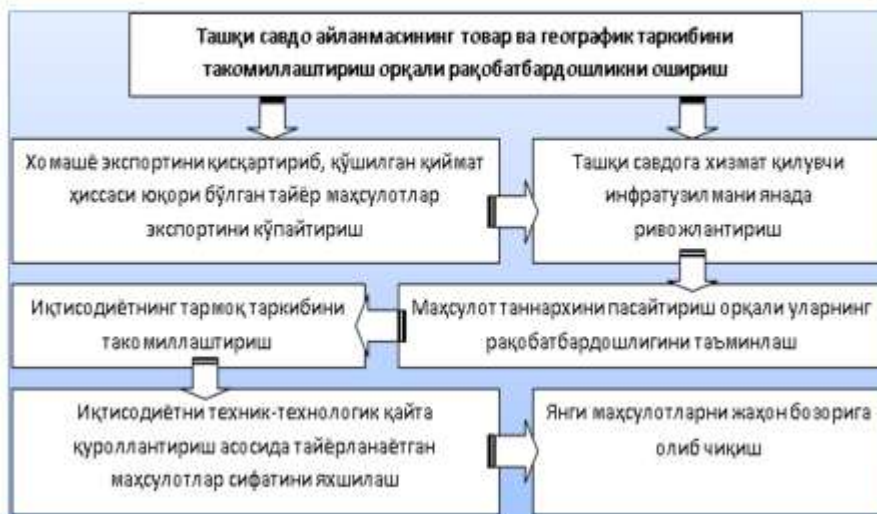 Ташқи савдо айланмасининг товар ва географик таркибини
такомиллаштириш орқали рақобатбардошликни ошириш
Хомашё экспортини қисқартириб, қўшилган қиймат
ҳиссаси юқори бўлган тайёр маҳсулотлар
экспортини кўпайтириш
Ташқи савдога хизмат қилувчи
инфратузилмани янада
ривожлантириш
Иқтисодиётнинг тармоқ таркибини
такомиллаштириш
Маҳсулот таннархини пасайтириш орқали уларнинг
рақобатбардошлигини таъминлаш
Иқтисодиётни техник-технологик қайта
қуроллантириш асосида тайёрланаётган
маҳсулотлар сифатини яхшилаш
Янги маҳсулотларни жаҳон бозорига
олиб чиқиш